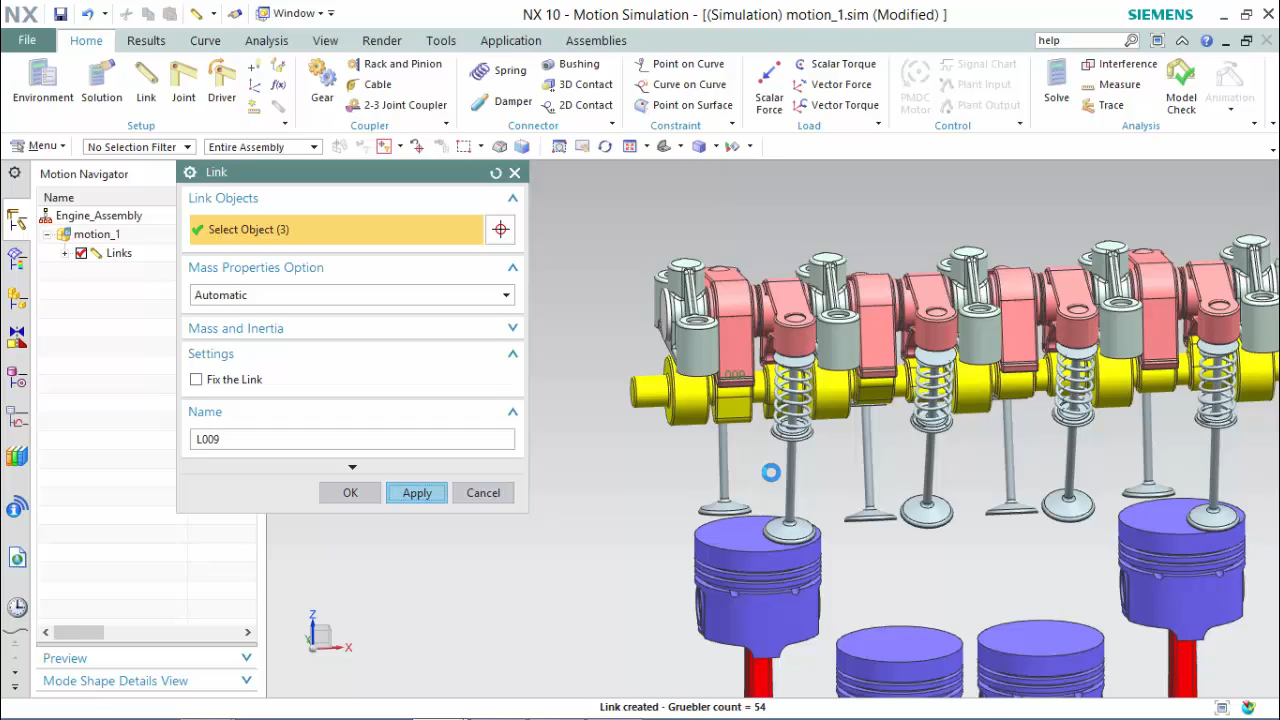 NX
Window
NX 10 - Motion Simulation - [(Simulation) motion_1.sim (Modified) ]
SIEMENS
File
Home
Results
Curve
Analysis
View
Render
Tools
Application
Assemblies
help
Environment
Solution
Link
Joint
Driver
Setup
Gear
Rack and Pinion
Cable
2-3 Joint Coupler
Coupler
Spring
Damper
Bushing
3D Contact
2D Contact
Connector
Point on Curve
Curve on Curve
Point on Surface
Constraint
Scalar Force
Scalar Torque
Vector Force
Vector Torque
Load
PMDC Motor
Signal Chart
Plant Input
Plant Output
Control
Solve
Interference
Measure
Trace
Model Check
Animation
Analysis
Menu
No Selection Filter
Entire Assembly
Motion Navigator
Name
Engine_Assembly
motion_1
Links
Preview
Mode Shape Details View
Link
Link Objects
Select Object (3)
Mass Properties Option
Automatic
Mass and Inertia
Settings
Fix the Link
Name
L009
OK
Apply
Cancel
Z
Y
X
Link created - Gruebler count = 54